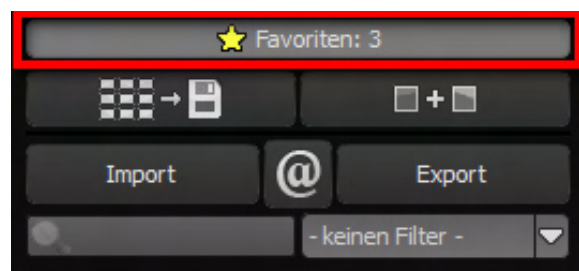 Favoriten: 3
Import @ Export
- keinen Filter -